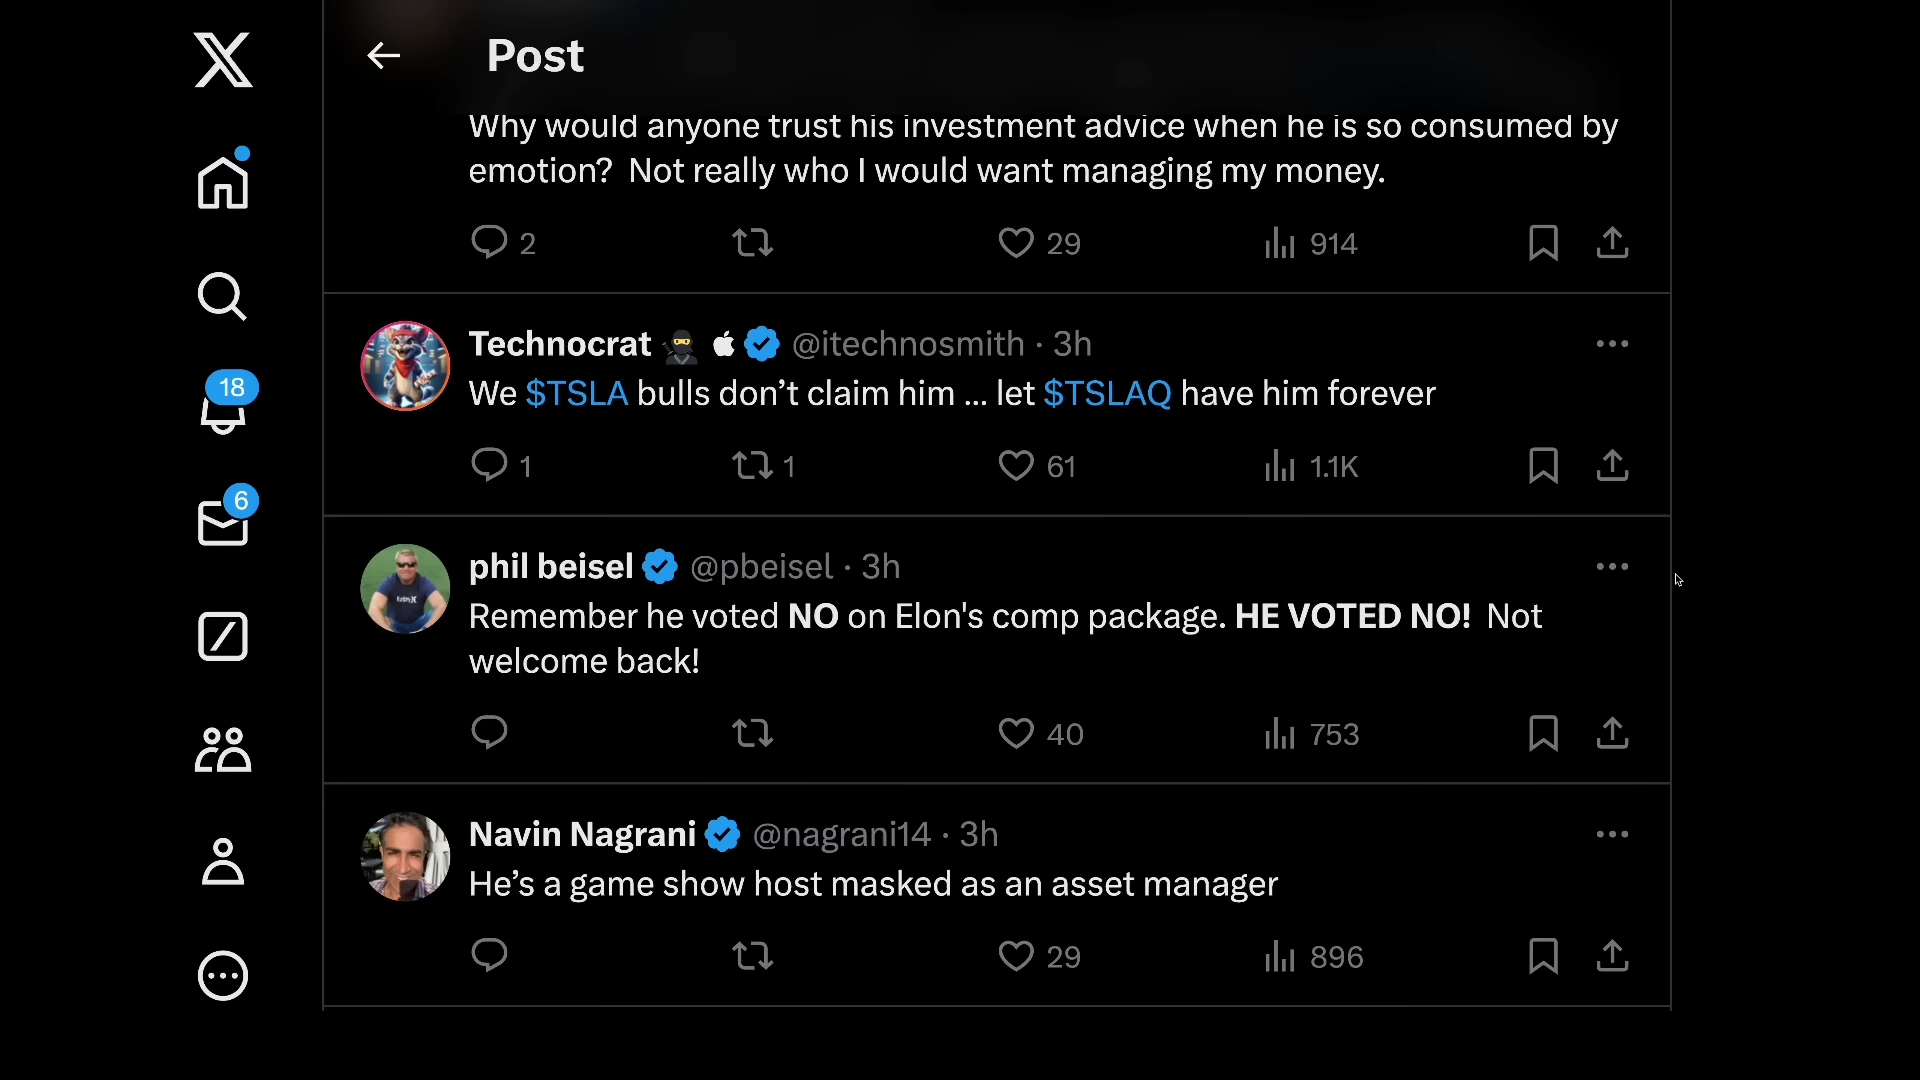 Post
Why would anyone trust his investment advice when he is so consumed by
emotion?  Not really who I would want managing my money.
2 29 914
Technocrat @itechnosmith · 3h
We $TSLA bulls don’t claim him ... let $TSLAQ have him forever
18
1 1 61 1.1K
6
phil beisel @pbeisel · 3h
Remember he voted NO on Elon's comp package. HE VOTED NO!  Not
welcome back!
40 753
Navin Nagrani @nagrani14 · 3h
He’s a game show host masked as an asset manager
29 896